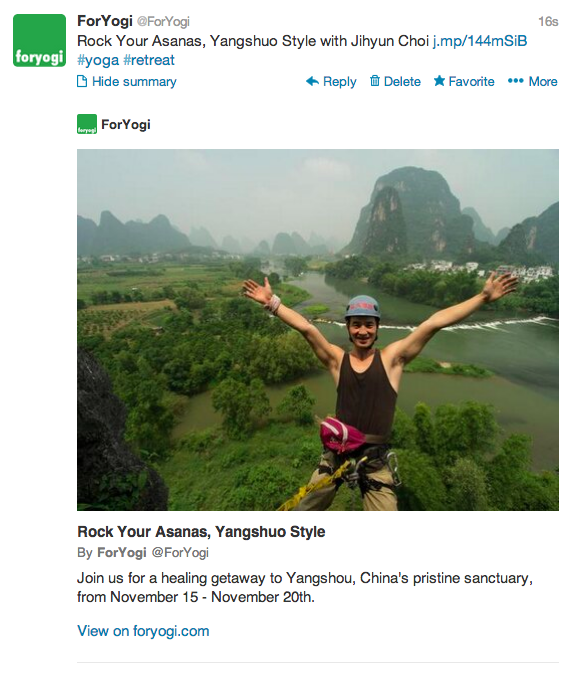 foryogi
ForYogi @ForYogi 16s
Rock Your Asanas, Yangshuo Style with Jihyun Choi j.mp/144mSiB
#yoga #retreat
Hide summary Reply Delete Favorite More
foryogi ForYogi
Rock Your Asanas, Yangshuo Style
By ForYogi @ForYogi
Join us for a healing getaway to Yangshou, China's pristine sanctuary,
from November 15 - November 20th.
View on foryogi.com